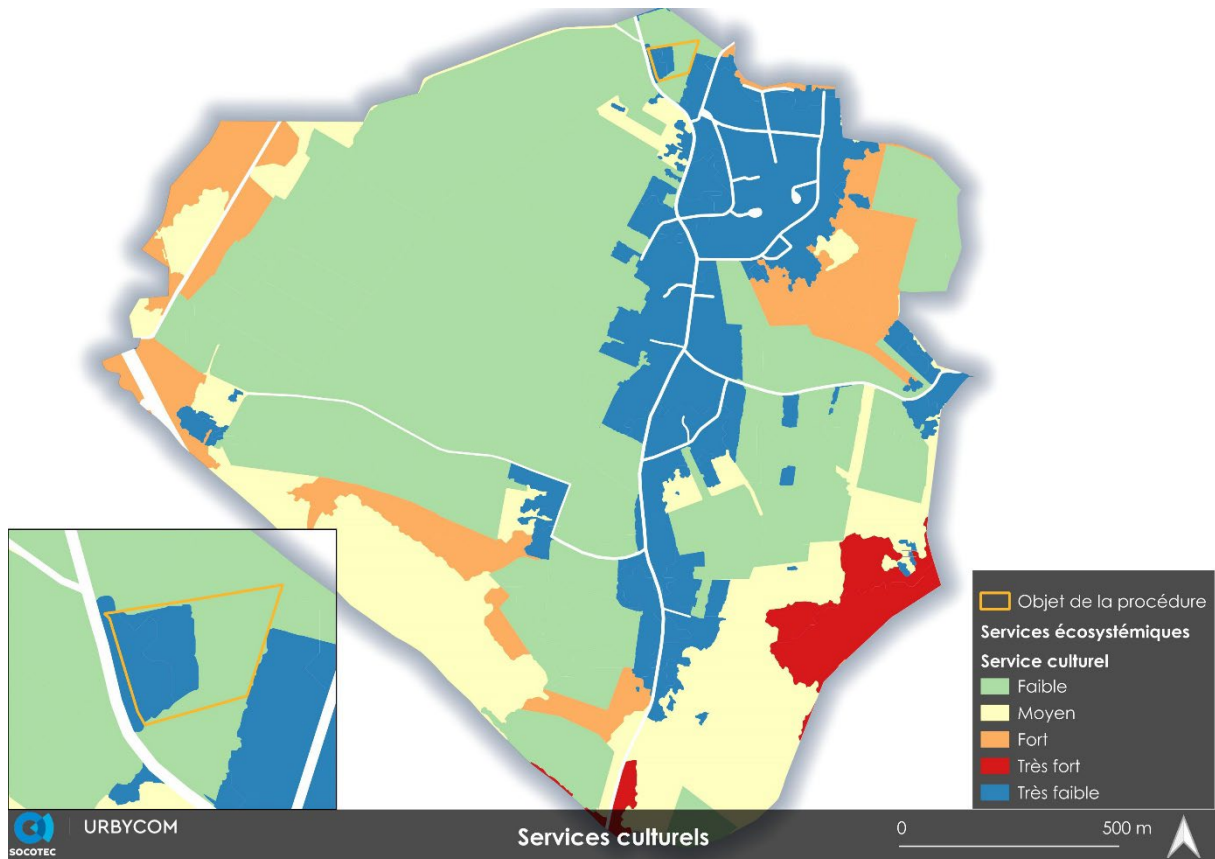 Objet de la procédure
Services écosystémiques
Service culturel
Faible
Moyen
Fort
Très fort
Très faible
SOCOTEC
URBYCOM
Services culturels
0 500 m